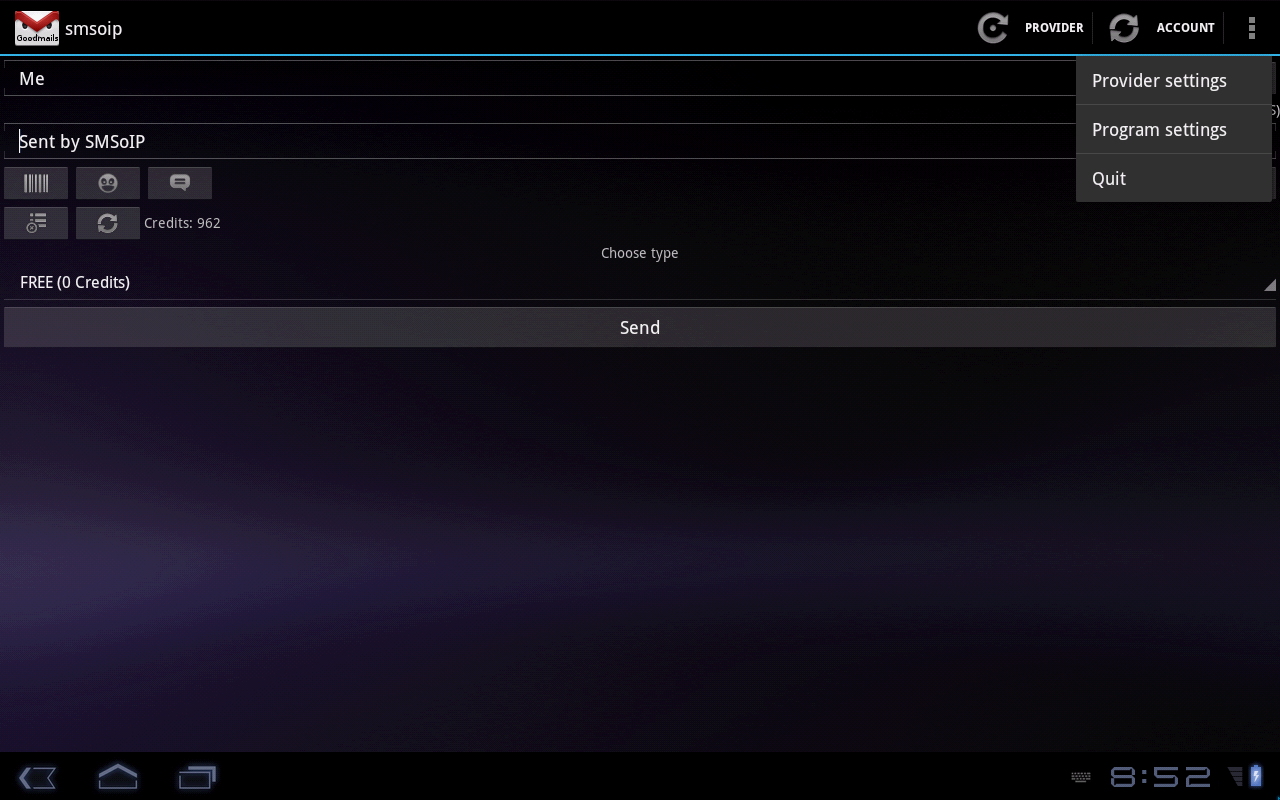 Goodmails
smsoip
PROVIDER
ACCOUNT
Me
Provider settings
Program settings
Quit
Sent by SMSoIP
Credits: 962
Choose type
FREE (0 Credits)
Send
8:52